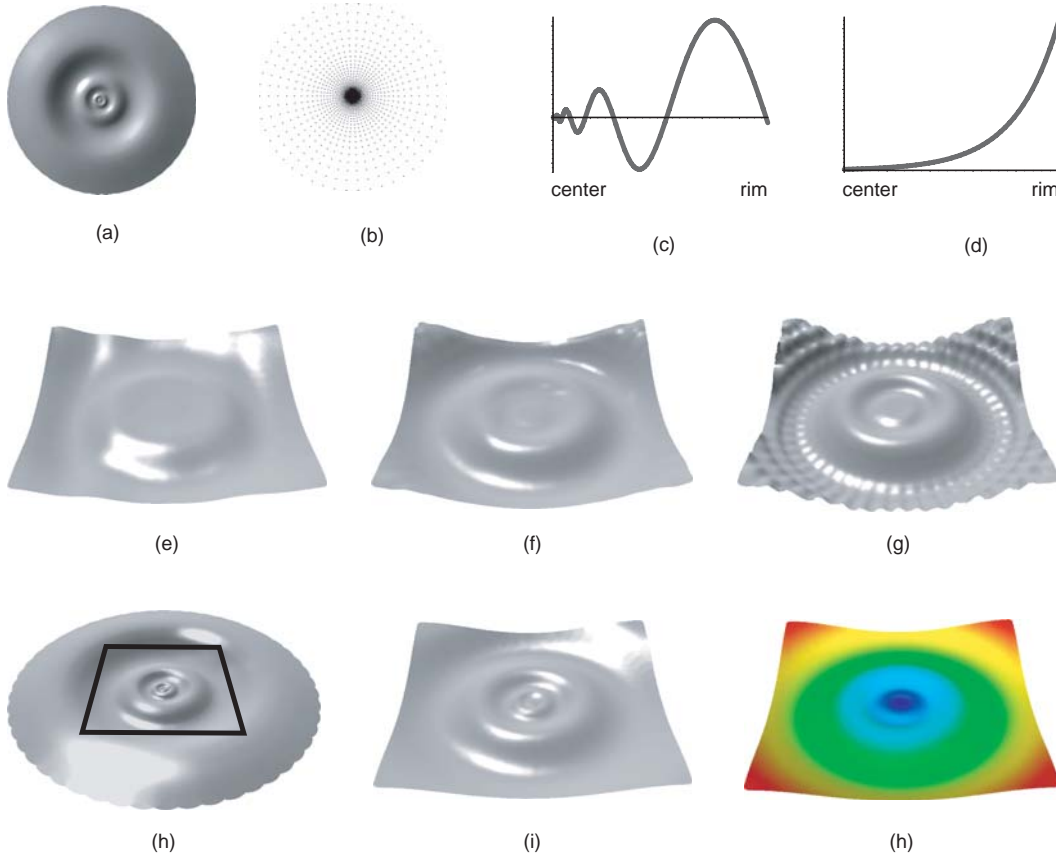 center rim
center rim
(a) (b) (c) (d)
(e) (f) (g)
(h) (i) (h)